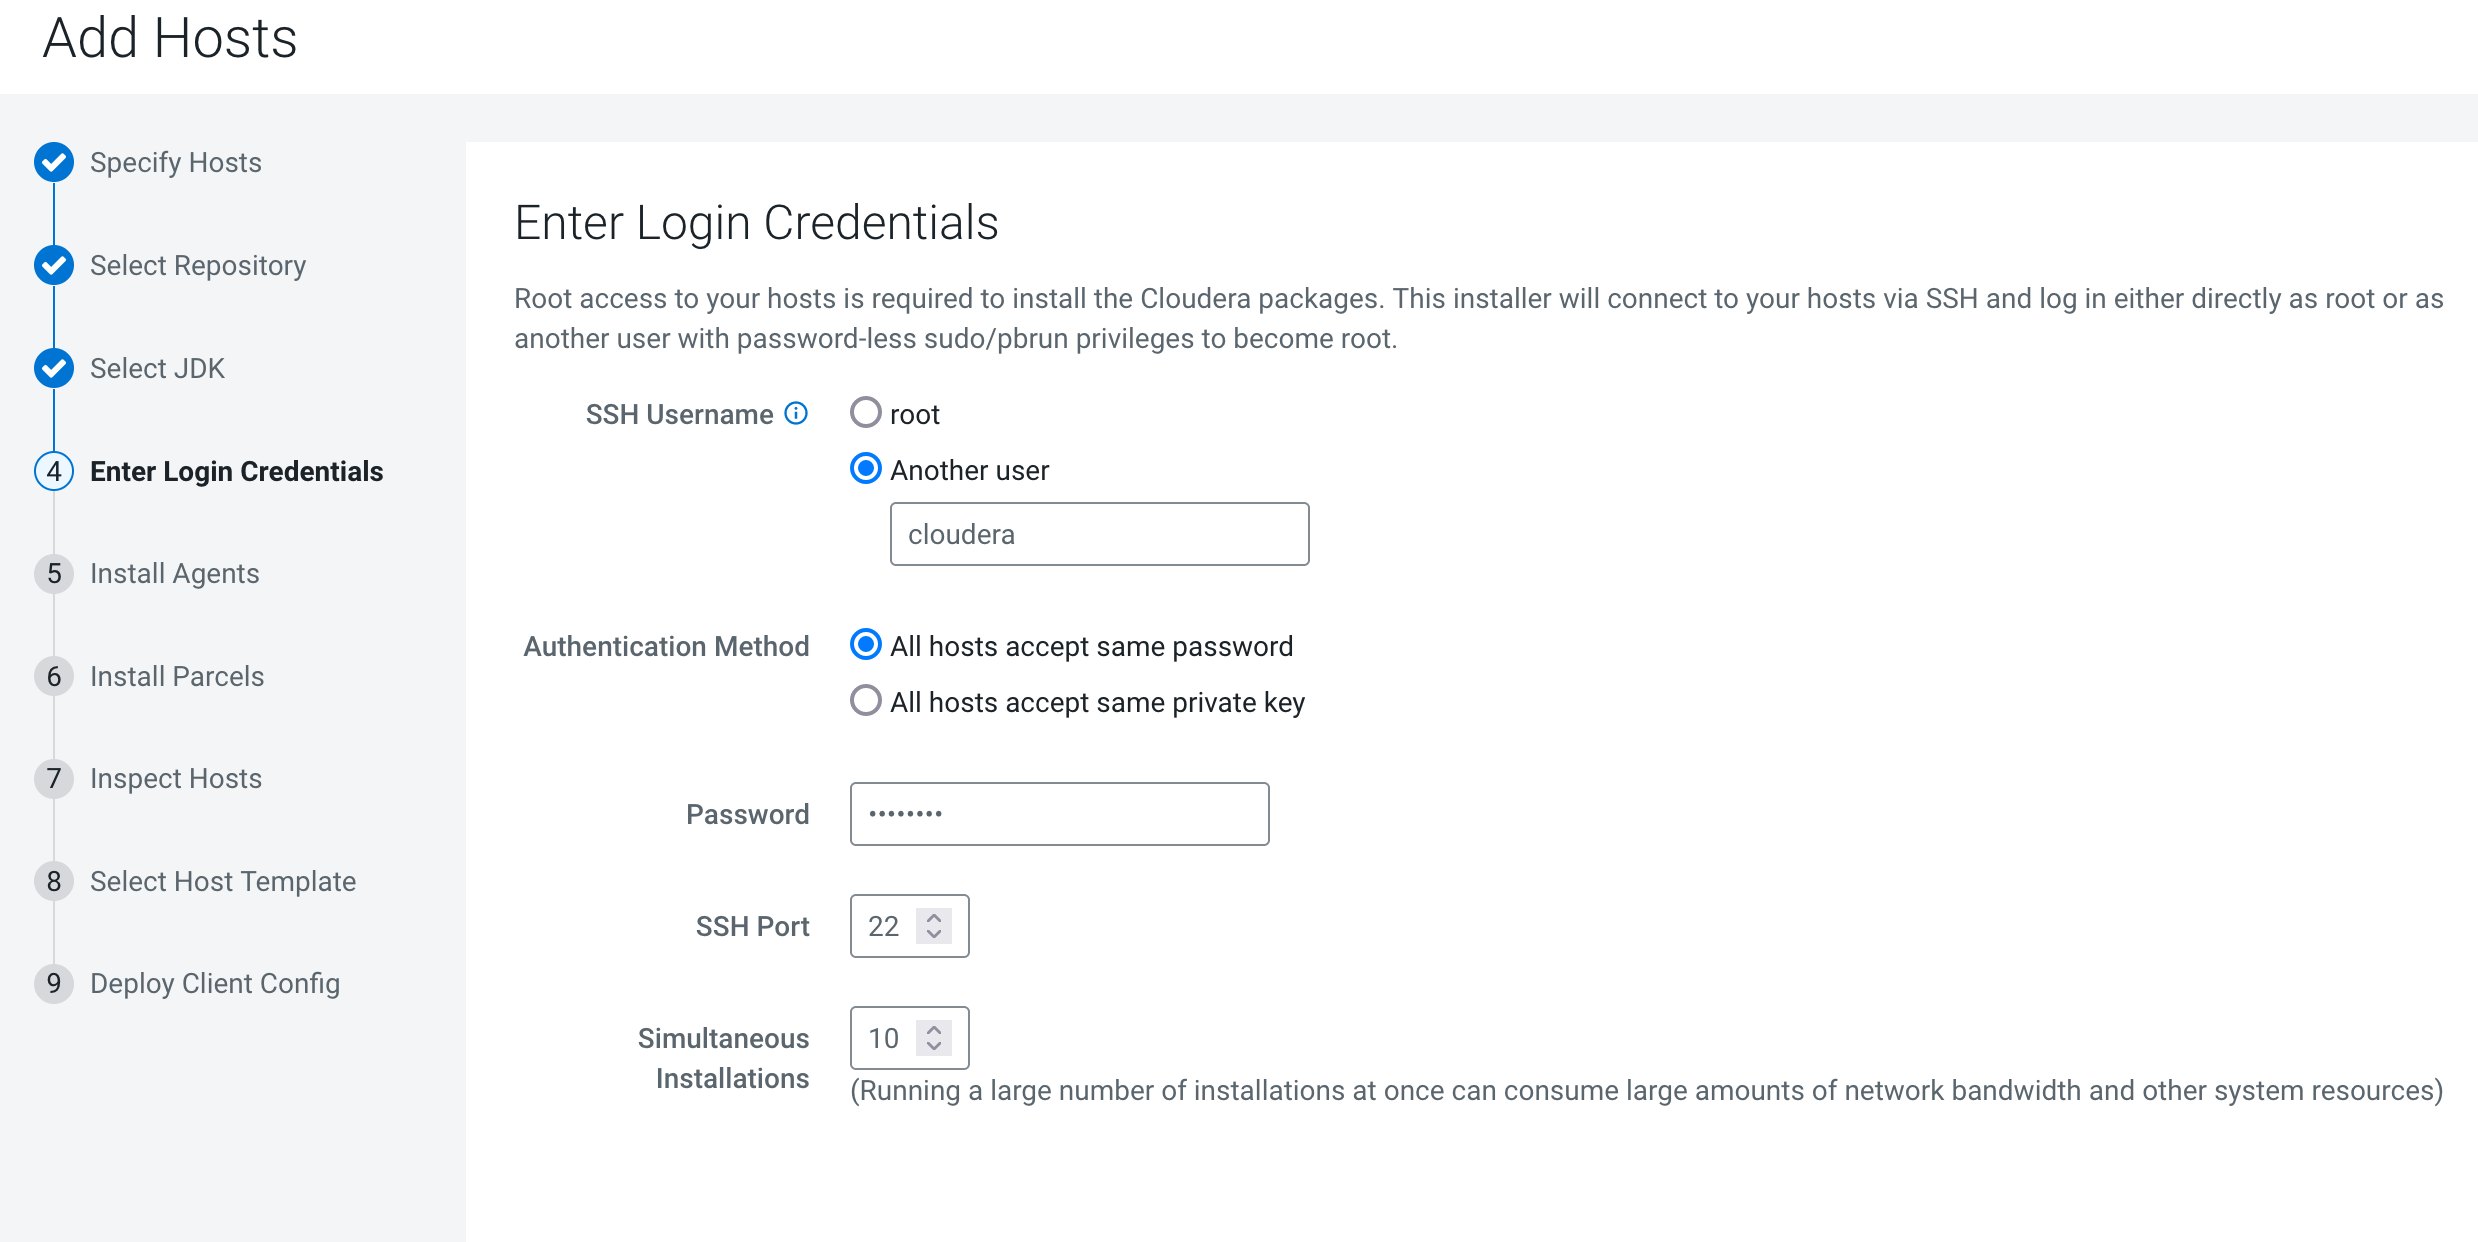 Add Hosts
Specify Hosts
Select Repository
Select JDK
4 Enter Login Credentials
5 Install Agents
6 Install Parcels
7 Inspect Hosts
8 Select Host Template
9 Deploy Client Config
Enter Login Credentials
Root access to your hosts is required to install the Cloudera packages. This installer will connect to your hosts via SSH and log in either directly as root or as
another user with password-less sudo/pbrun privileges to become root.
SSH Username
root
Another user
cloudera
Authentication Method
All hosts accept same password
All hosts accept same private key
Password
••••••••
SSH Port
22
Simultaneous
Installations
10
(Running a large number of installations at once can consume large amounts of network bandwidth and other system resources)